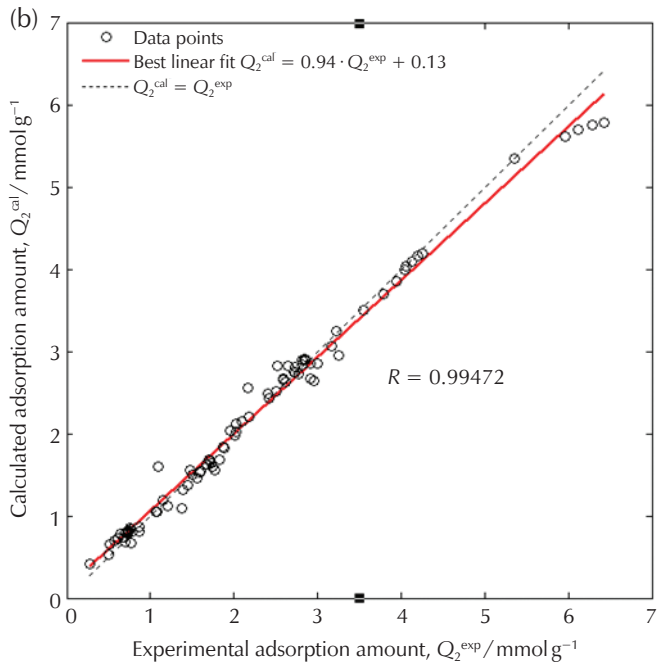 (b)
Data points
Best linear fit Q₂ᶜᵃˡ = 0.94 · Q₂ᵉˣᵖ + 0.13
Q₂ᶜᵃˡ = Q₂ᵉˣᵖ
7
6
5
4
3
2
1
0
Calculated adsorption amount, Q₂ᶜᵃˡ / mmol g⁻¹
R = 0.99472
0 1 2 3 4 5 6 7
Experimental adsorption amount, Q₂ᵉˣᵖ / mmol g⁻¹